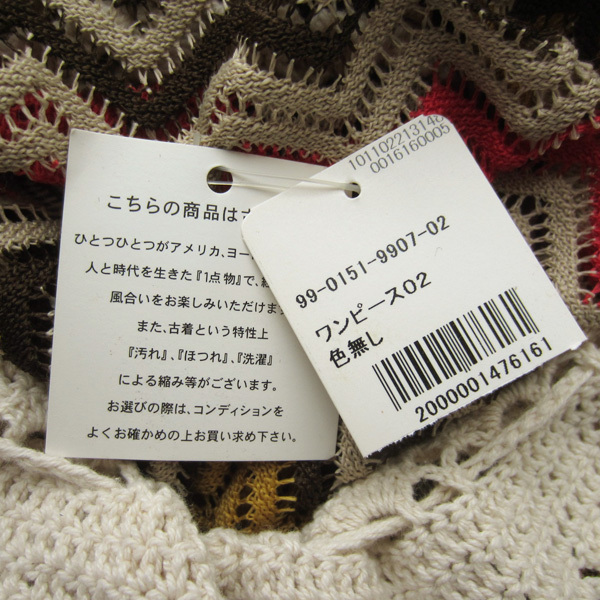 こちらの商品は
ひとつひとつがアメリカ、ヨー
人と時代を生きた『1点物』で、
風合いをお楽しみいただけま
また、古着という特性上
『汚れ』、『ほつれ』、『洗濯』
による縮み等がございます。
お選びの際は、コンディションを
よくお確かめの上お買い求め下さい。
101102213148
0016160005
99-0151-9907-02
ワンピース02
色無し
2000001476161